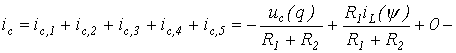 i_c = i_{c,1} + i_{c,2} + i_{c,3} + i_{c,4} + i_{c,5} = -\frac{u_c(q)}{R_1 + R_2} + \frac{R_1 i_L(\psi)}{R_1 + R_2} + 0 -